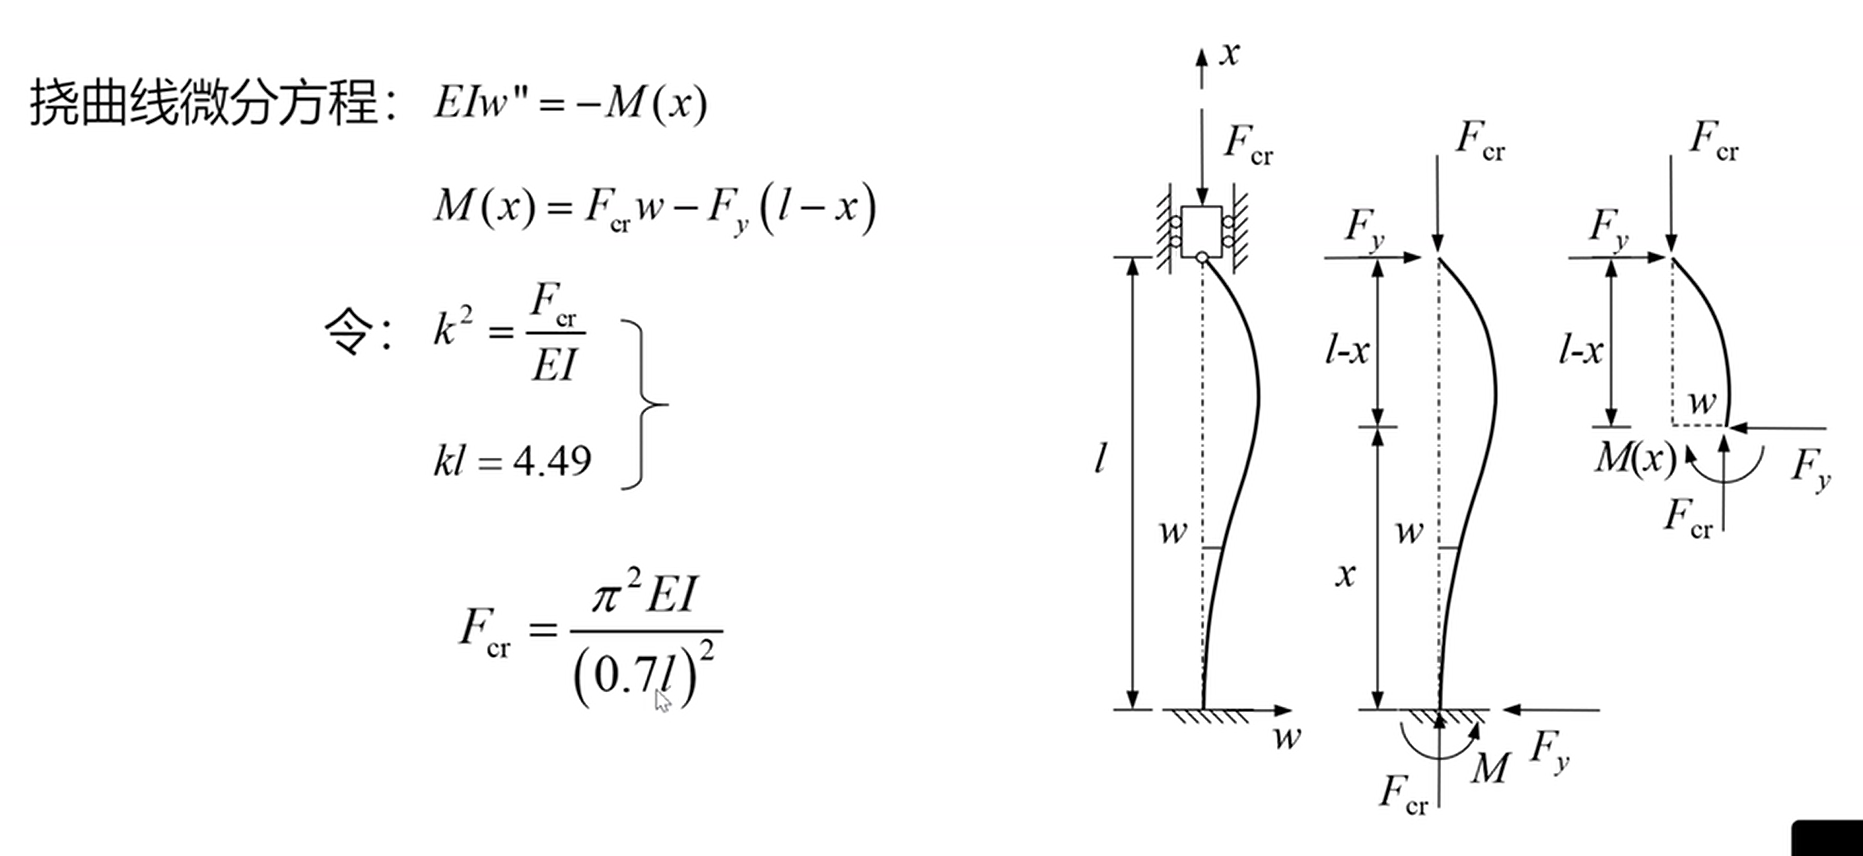 挠曲线微分方程： EIw" = −M(x)
M(x) = F_cr w − F_y (l − x)
令： k² = F_cr / EI
kl = 4.49
F_cr = π²EI / (0.7l)²
x
F_cr
l
w
w
F_cr
F_y
l-x
w
x
M
F_y
F_cr
F_cr
F_y
l-x
w
M(x)
F_y
F_cr